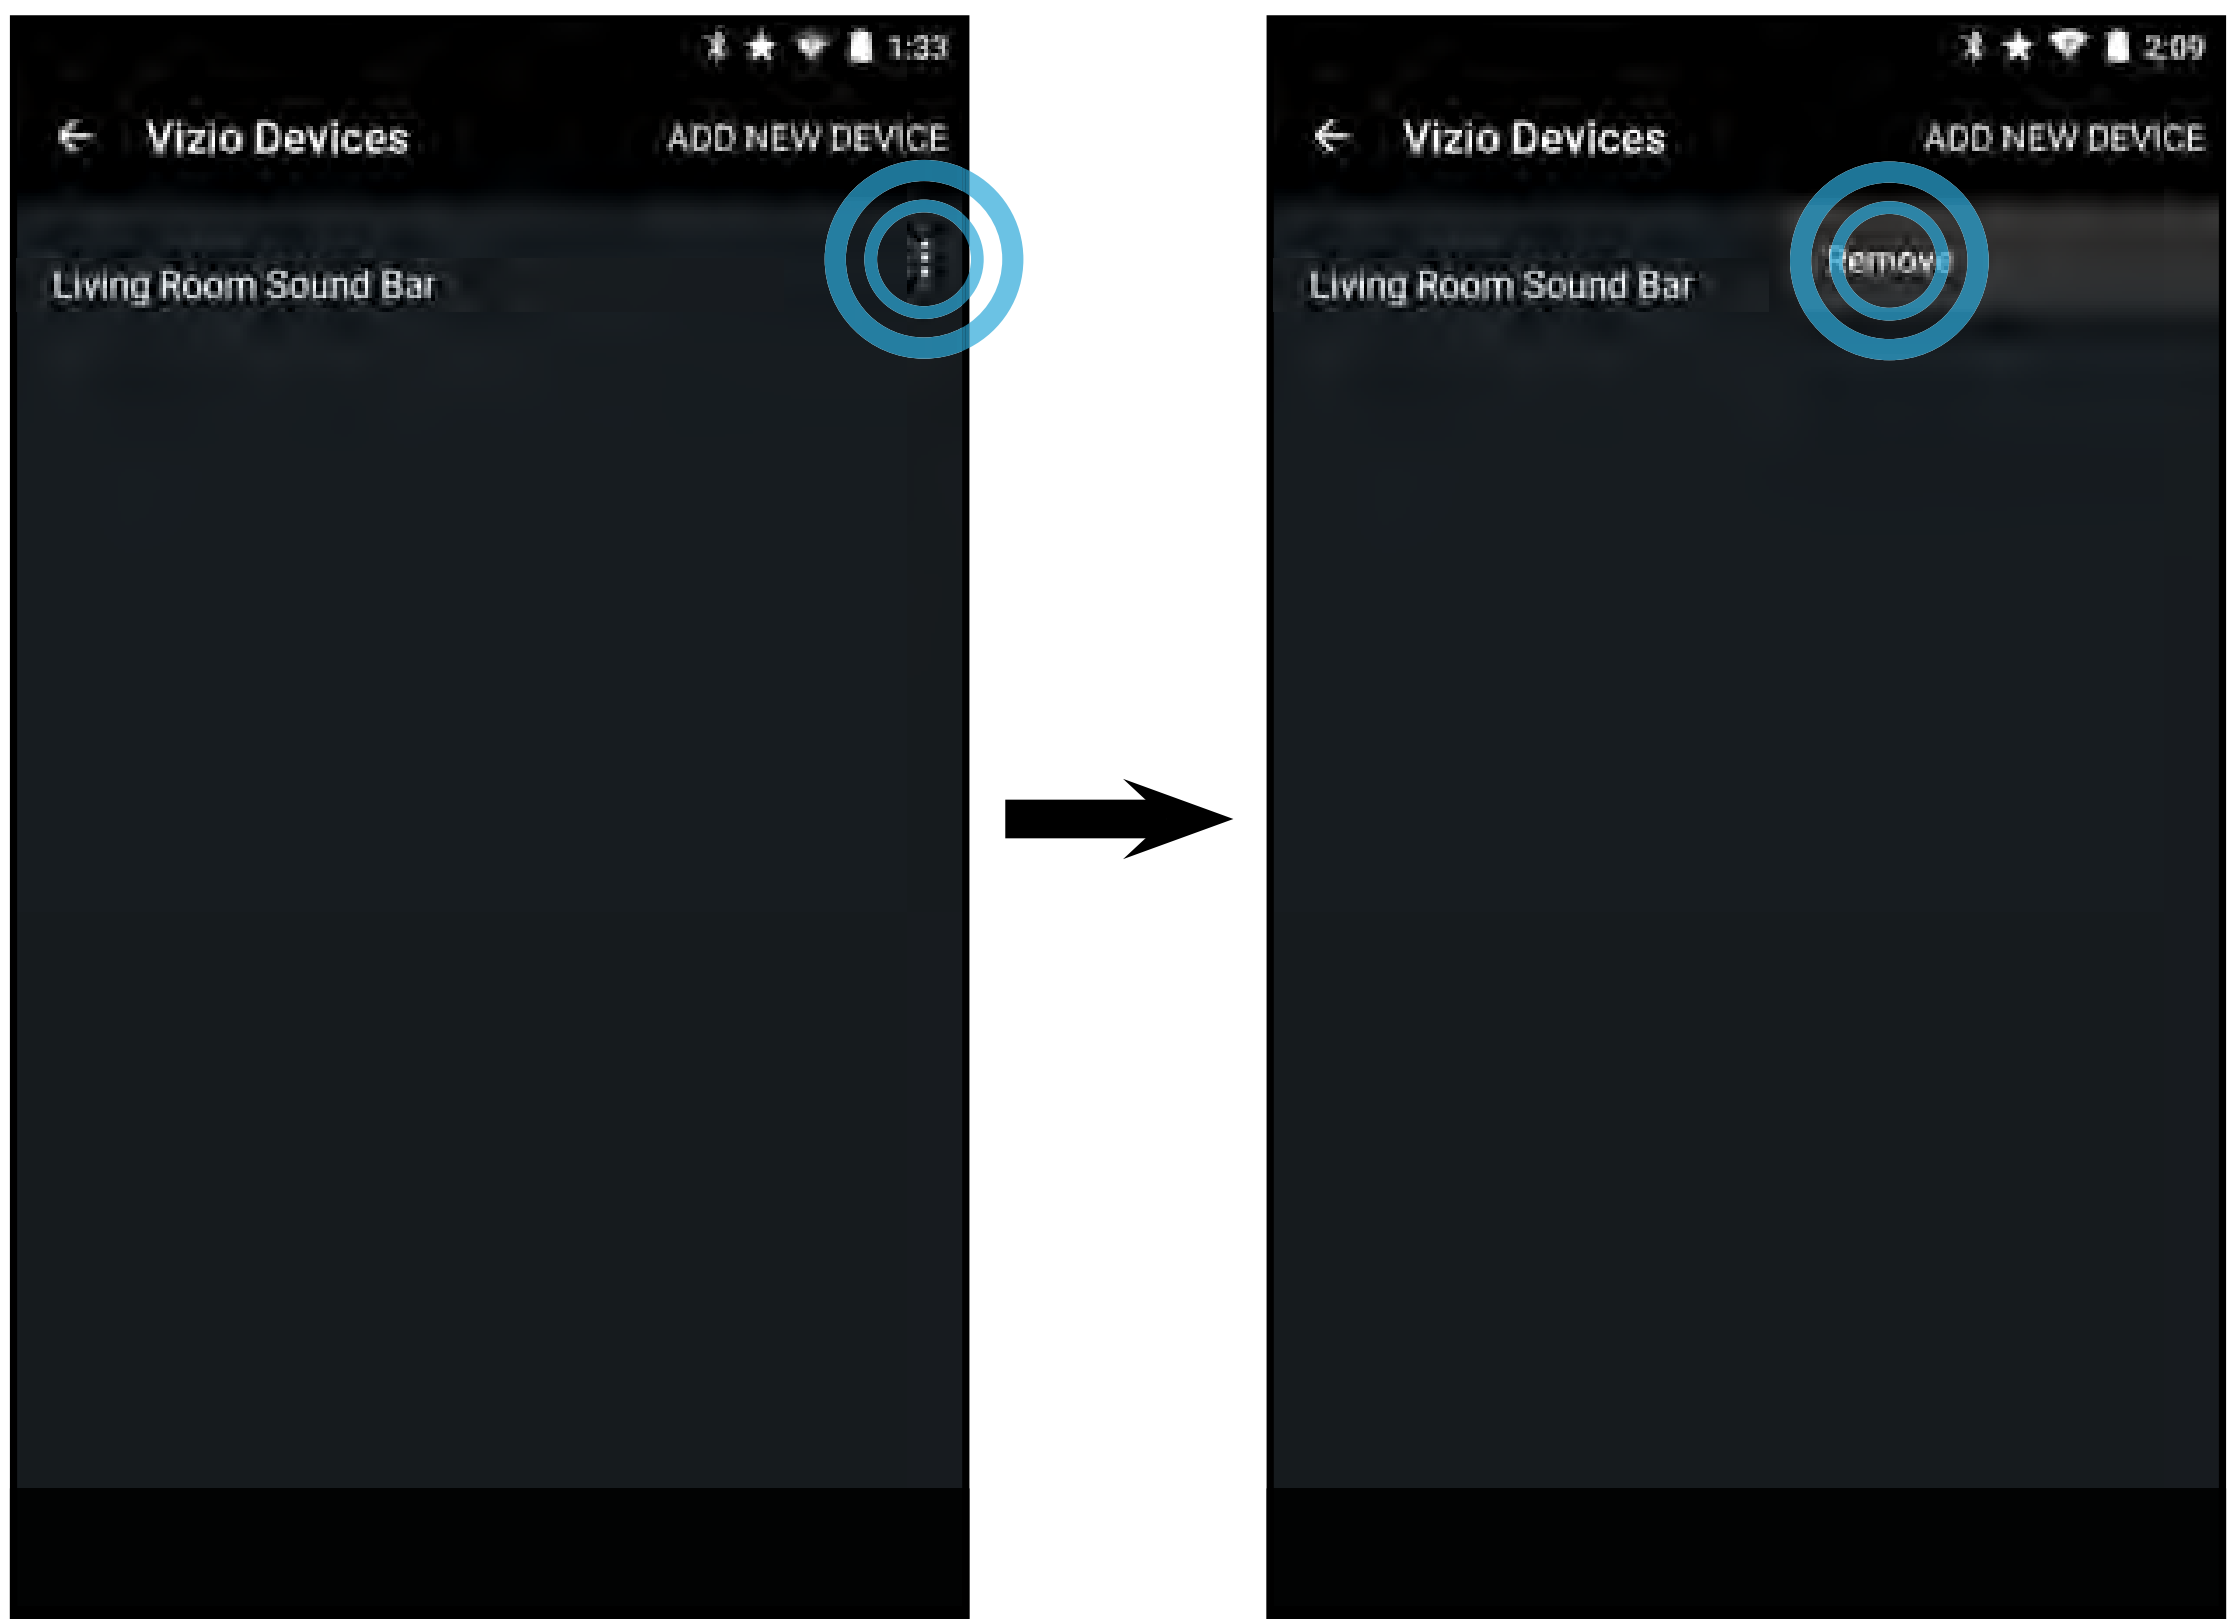 1:33
Vizio Devices ADD NEW DEVICE
Living Room Sound Bar
2:09
Vizio Devices ADD NEW DEVICE
Remove
Living Room Sound Bar